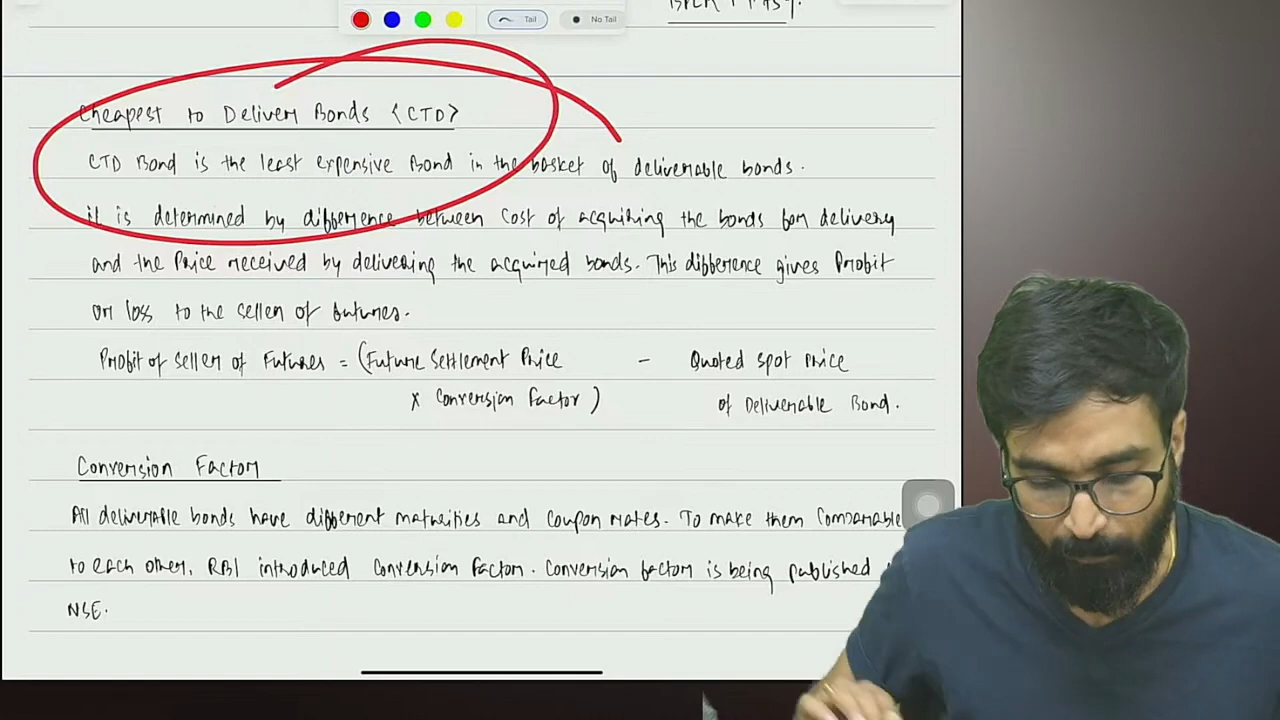 Tail
No Tail
Cheapest to Deliver Bonds <CTD>
CTD Bond is the least expensive Bond in the basket of deliverable bonds.
it is determined by difference between Cost of acquiring the bonds for delivery
and the Price received by delivering the acquired bonds. This difference gives Profit
or loss to the seller of futures.
Profit of Seller of Futures = (Future Settlement Price - Quoted spot price
x Conversion Factor) of Deliverable Bond.
Conversion Factor
All deliverable bonds have different maturities and coupon rates. To make them Comparable
to each other, RBI introduced Conversion Factor. Conversion factor is being published
NSE.